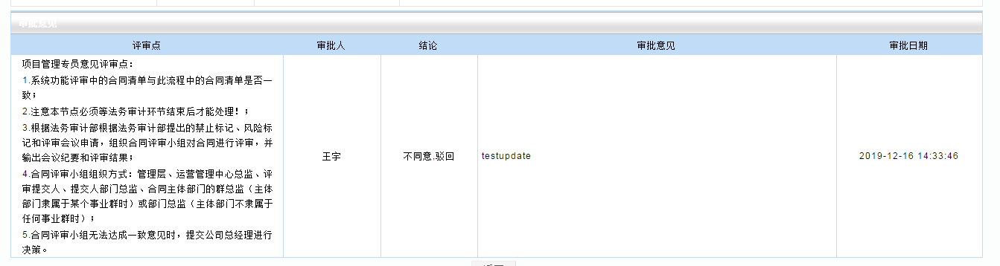 审批意见
评审点 审批人 结论 审批意见 审批日期
项目管理专员意见评审点：
1.系统功能评审中的合同清单与此流程中的合同清单是否一
致；
2.注意本节点必须等法务审计环节结束后才能处理！；
3.根据法务审计部根据法务审计部提出的禁止标记、风险标
记和评审会议申请，组织合同评审小组对合同进行评审，并
输出会议纪要和评审结果；
王宇 不同意,驳回 testupdate 2019-12-16 14:33:46
4.合同评审小组组织方式：管理层、运营管理中心总监、评
审提交人、提交人部门总监、合同主体部门的群总监（主体
部门隶属于某个事业群时）或部门总监（主体部门不隶属于
任何事业群时）；
5.合同评审小组无法达成一致意见时，提交公司总经理进行
决策。